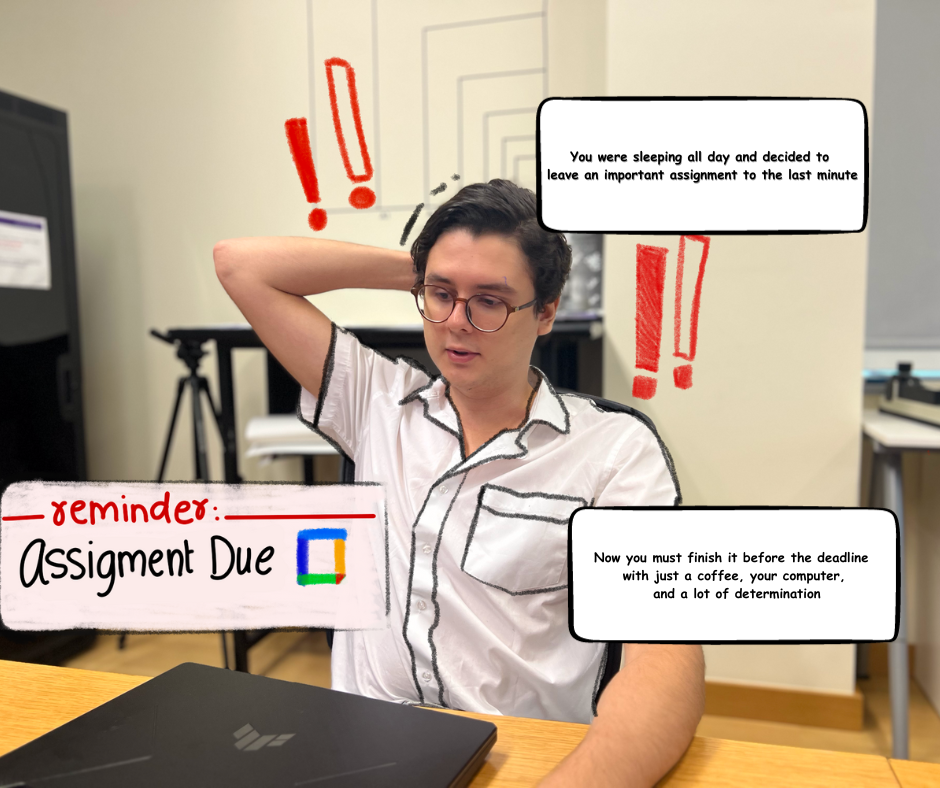 You were sleeping all day and decided to
leave an important assignment to the last minute
reminder:
Assigment Due
Now you must finish it before the deadline
with just a coffee, your computer,
and a lot of determination